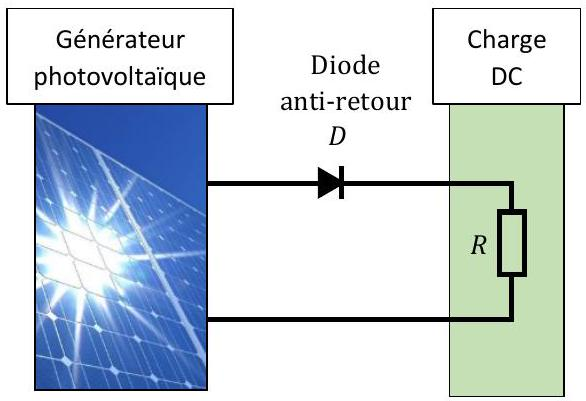 Générateur
photovoltaïque
Diode
anti-retour
D
Charge
DC
R